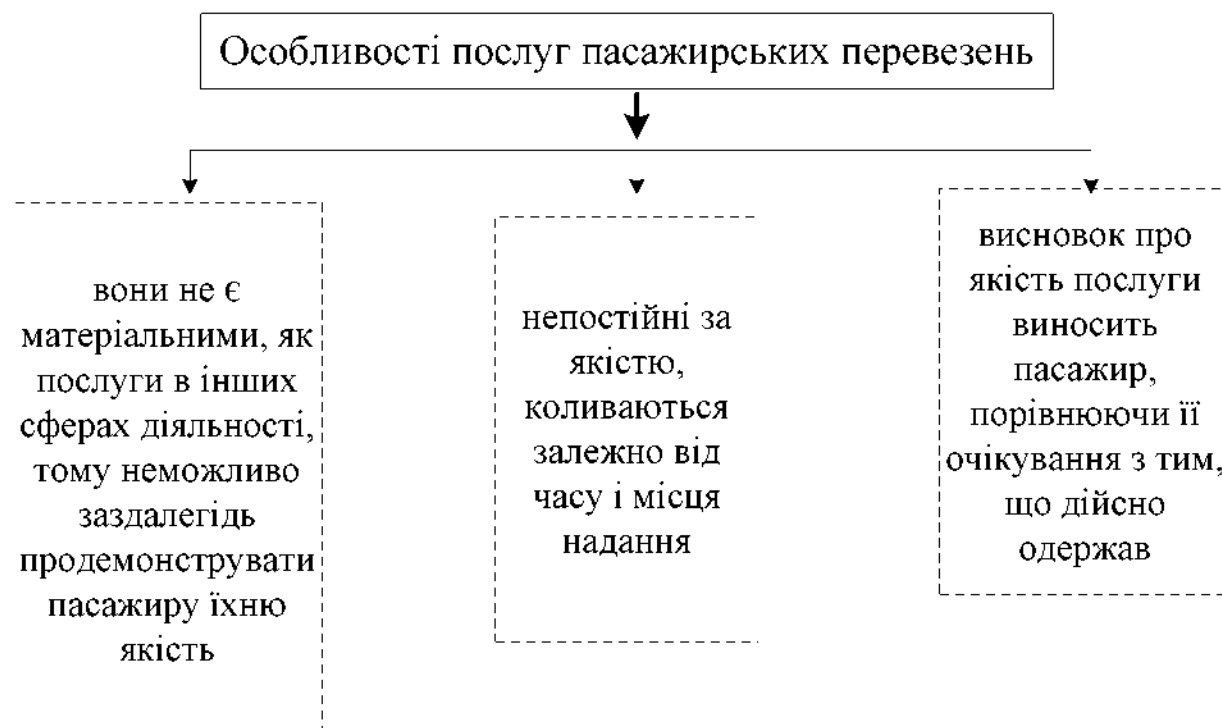 Особливості послуг пасажирських перевезень
вони не є
матеріальними, як
послуги в інших
сферах діяльності,
тому неможливо
заздалегідь
продемонструвати
пасажиру їхню
якість
непостійні за
якістю,
коливаються
залежно від
часу і місця
надання
висновок про
якість послуги
виносить
пасажир,
порівнюючи її
очікування з тим,
що дійсно
одержав